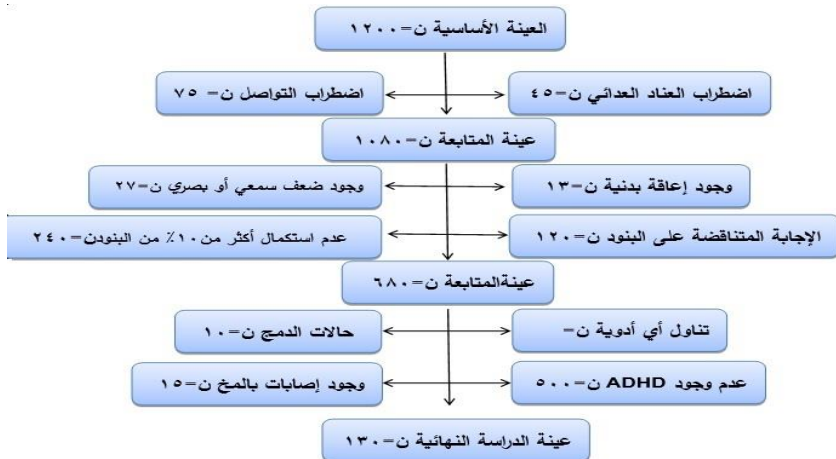 العينة الأساسية ن=١٢٠٠
اضطراب العناد العدائي ن=٤٥
اضطراب التواصل ن= ٧٥
عينة المتابعة ن=١٠٨٠
وجود إعاقة بدنية ن=١٣
وجود ضعف سمعي أو بصري ن=٢٧
الإجابة المتناقضة على البنود ن=١٢٠
عدم استكمال أكثر من ١٠٪ من البنودن=٢٤٠
عينةالمتابعة ن=٦٨٠
تناول أي أدوية ن=
حالات الدمج ن=١٠
عدم وجود ADHD ن=٥٠٠
وجود إصابات بالمخ ن=١٥
عينة الدراسة النهائية ن=١٣٠